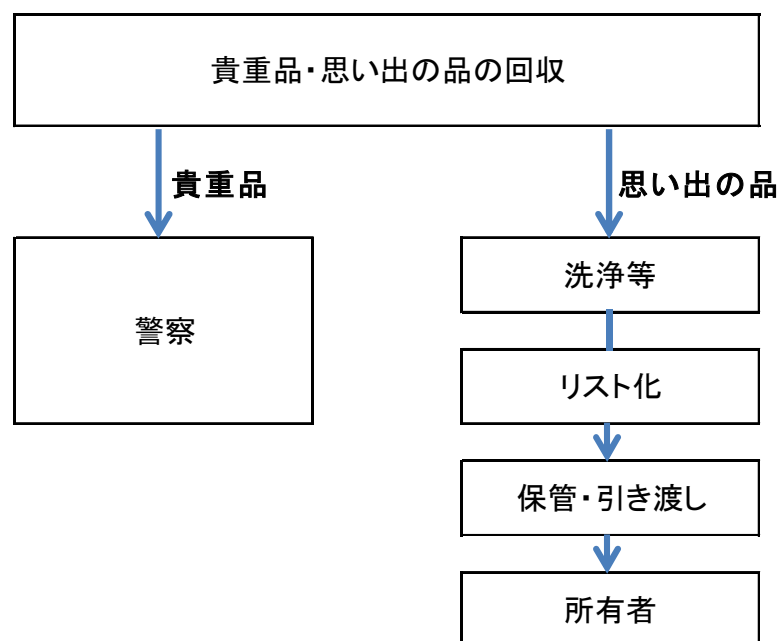 貴重品・思い出の品の回収
貴重品
思い出の品
警察
洗浄等
リスト化
保管・引き渡し
所有者